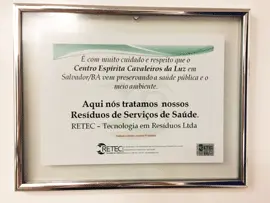 É com muito cuidado e respeito que o
Centro Espírita Cavaleiros da Luz em
Salvador/BA vem preservando a saúde pública e o
meio ambiente.
Aqui nós tratamos nossos
Resíduos de Serviços de Saúde.
RETEC – Tecnologia em Resíduos Ltda
RETEC